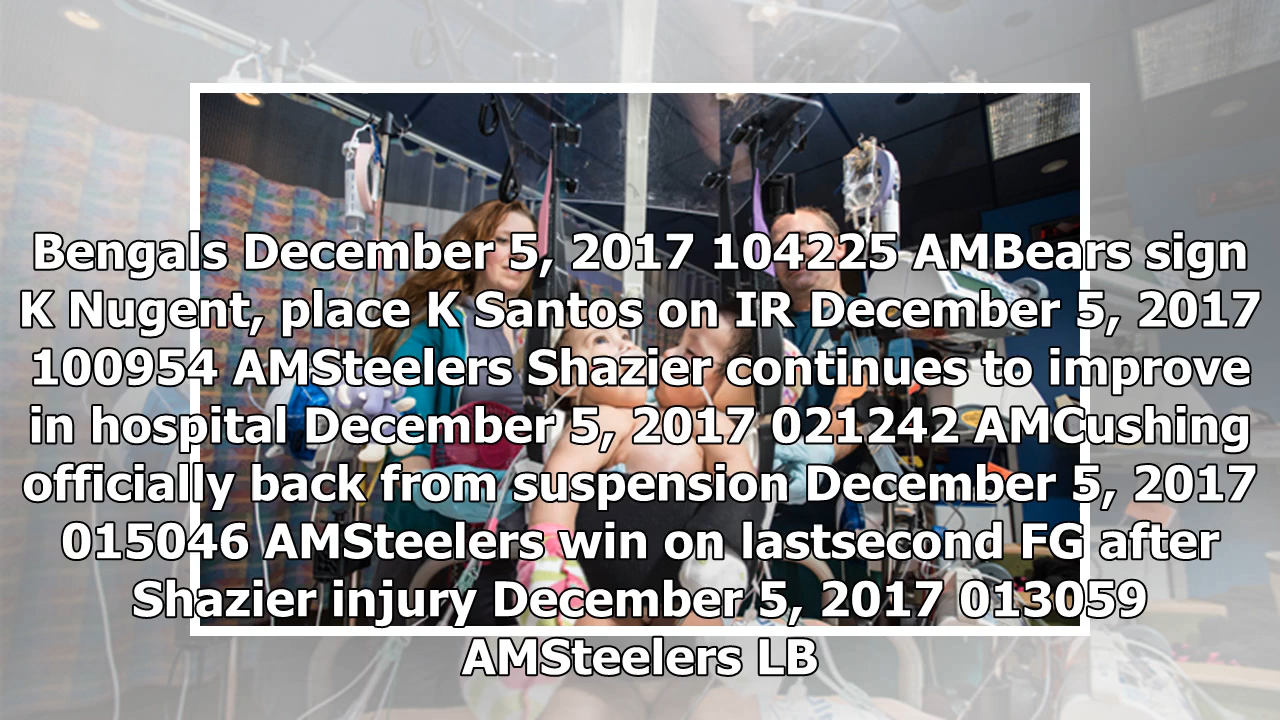 Bengals December 5, 2017 104225 AMBears sign
K Nugent, place K Santos on IR December 5, 2017
100954 AMSteelers Shazier continues to improve
in hospital December 5, 2017 021242 AMCushing
officially back from suspension December 5, 2017
015046 AMSteelers win on lastsecond FG after
Shazier injury December 5, 2017 013059
AMSteelers LB